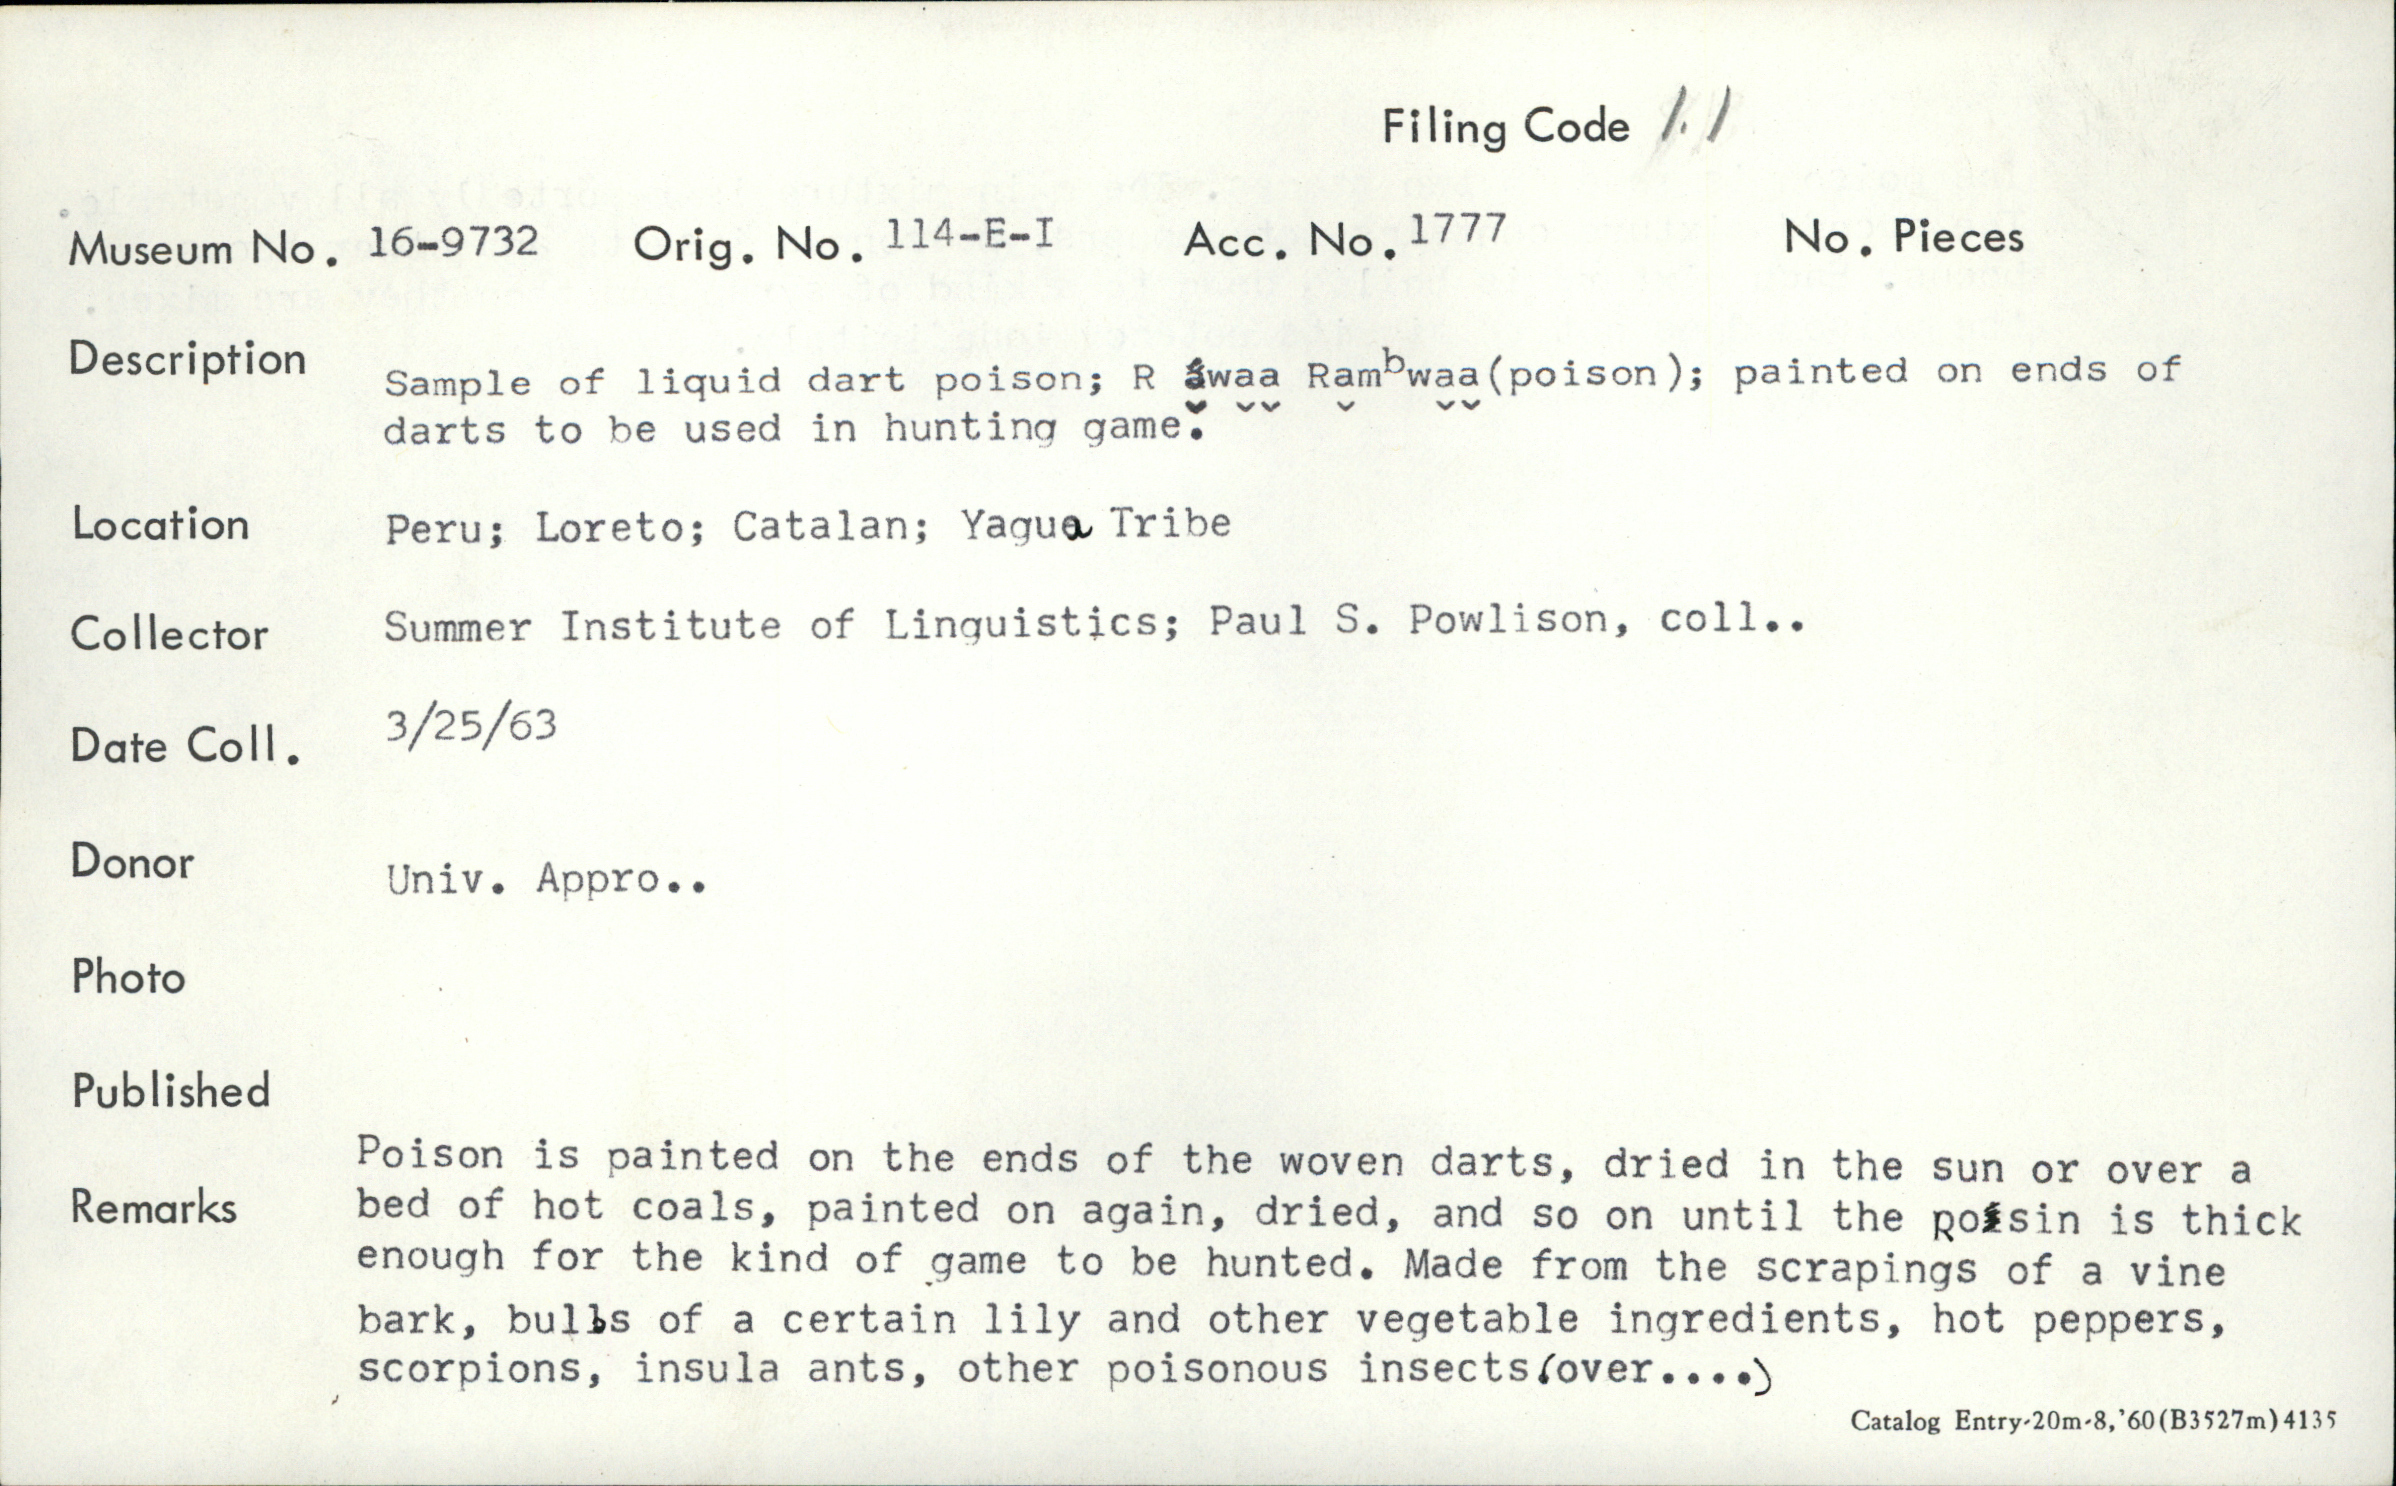 Filing Code 1.1
Museum No. 16-9732 Orig. No. 114-E-I Acc. No. 1777 No. Pieces
Description Sample of liquid dart poison; R á̬wa̬a̬ Ra̬mᵇwa̬a̬(poison); painted on ends of
darts to be used in hunting game.
Location Peru; Loreto; Catalan; Yagua Tribe
Collector Summer Institute of Linguistics; Paul S. Powlison, coll..
Date Coll. 3/25/63
Donor Univ. Appro..
Photo
Published
Poison is painted on the ends of the woven darts, dried in the sun or over a
Remarks bed of hot coals, painted on again, dried, and so on until the poisin is thick
enough for the kind of game to be hunted. Made from the scrapings of a vine
bark, bulbs of a certain lily and other vegetable ingredients, hot peppers,
scorpions, insula ants, other poisonous insects(over....)
Catalog Entry-20m-8,'60(B3527m)4135